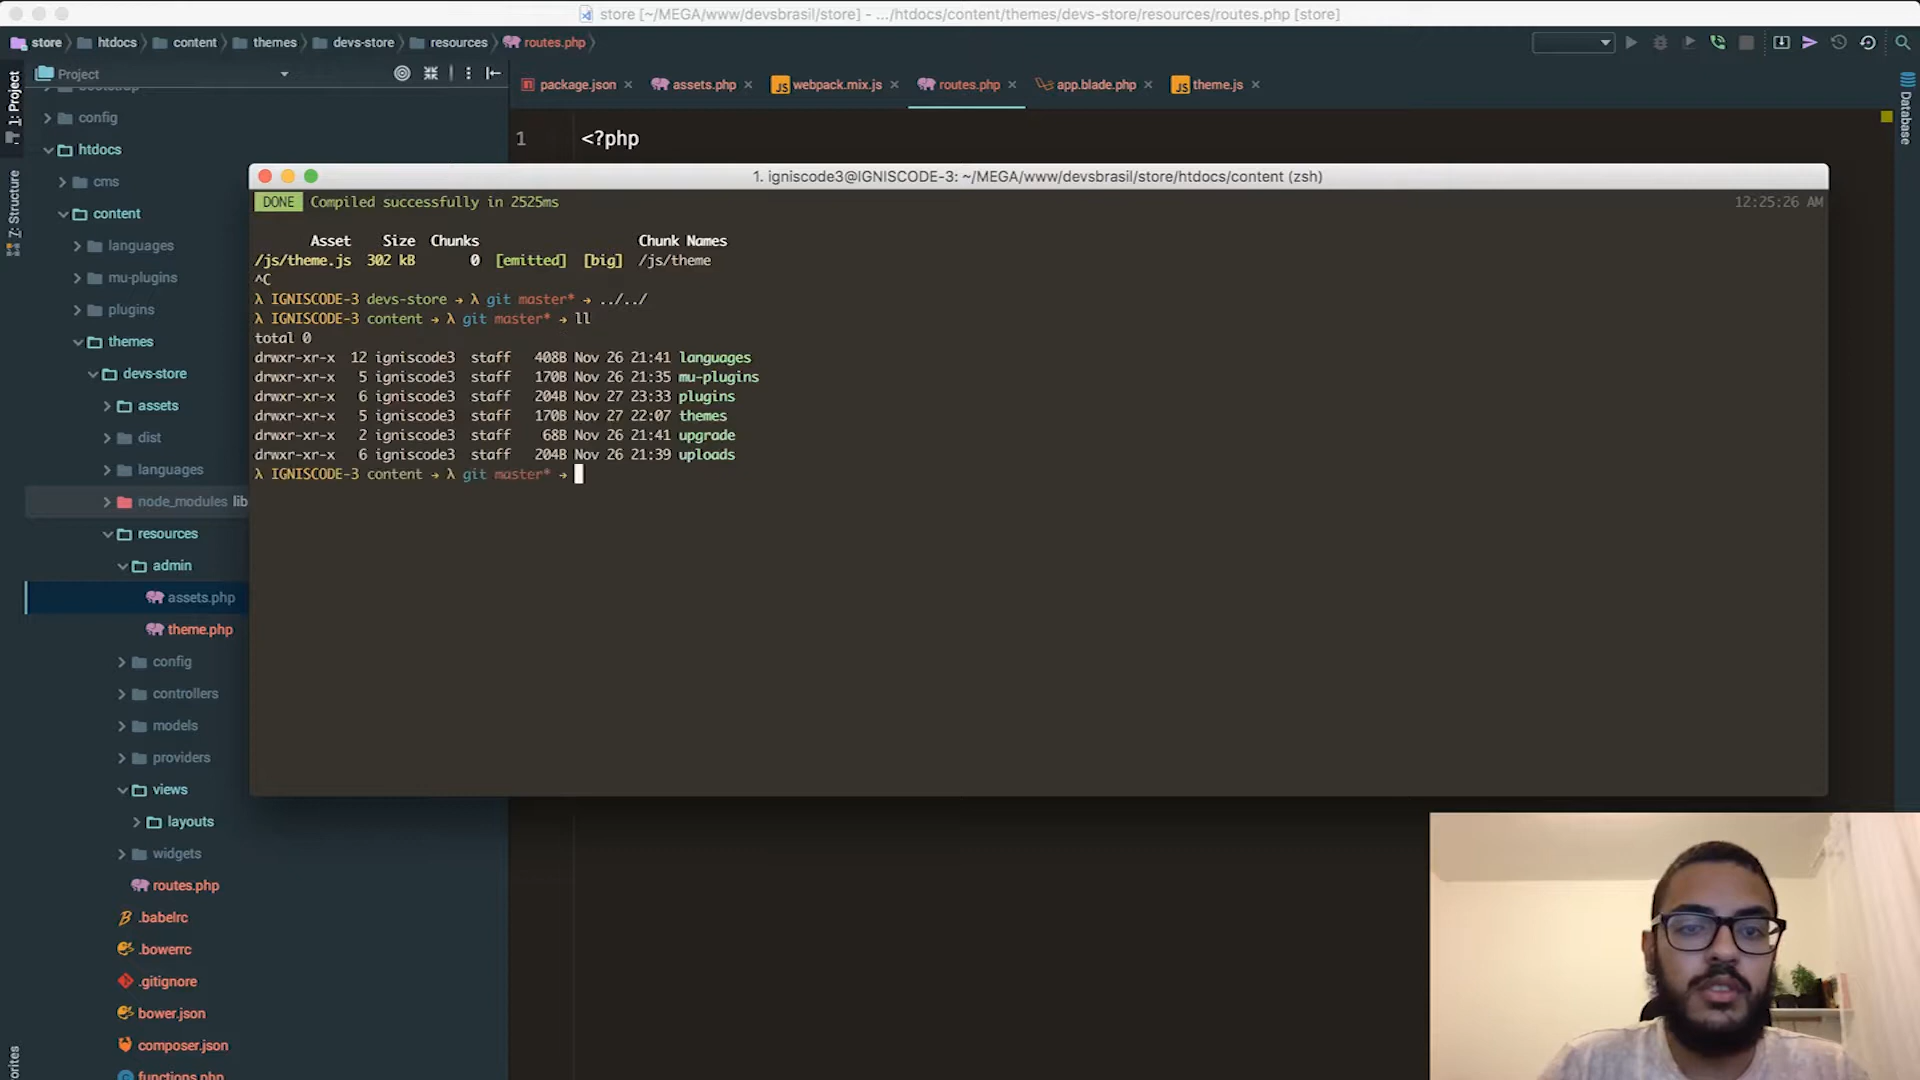 store [~/MEGA/www/devsbrasil/store] - .../htdocs/content/themes/devs-store/resources/routes.php [store]
store htdocs content themes devs-store resources routes.php
1: Project
Project
package.json
assets.php
webpack.mix.js
routes.php
app.blade.php
theme.js
Database
config
htdocs
cms
content
languages
mu-plugins
plugins
themes
devs-store
assets
dist
languages
node_modules lib
resources
admin
assets.php
theme.php
config
controllers
models
providers
views
layouts
widgets
routes.php
.babelrc
.bowerrc
.gitignore
bower.json
composer.json
functions.php
7: Structure
1 <?php
1. igniscode3@IGNISCODE-3: ~/MEGA/www/devsbrasil/store/htdocs/content (zsh)
DONE Compiled successfully in 2525ms 12:25:26 AM
Asset Size Chunks Chunk Names
/js/theme.js 302 kB 0 [emitted] [big] /js/theme
^C
λ IGNISCODE-3 devs-store → λ git master* → ../../
λ IGNISCODE-3 content → λ git master* → ll
total 0
drwxr-xr-x 12 igniscode3 staff 408B Nov 26 21:41 languages
drwxr-xr-x 5 igniscode3 staff 170B Nov 26 21:35 mu-plugins
drwxr-xr-x 6 igniscode3 staff 204B Nov 27 23:33 plugins
drwxr-xr-x 5 igniscode3 staff 170B Nov 27 22:07 themes
drwxr-xr-x 2 igniscode3 staff 68B Nov 26 21:41 upgrade
drwxr-xr-x 6 igniscode3 staff 204B Nov 26 21:39 uploads
λ IGNISCODE-3 content → λ git master* →